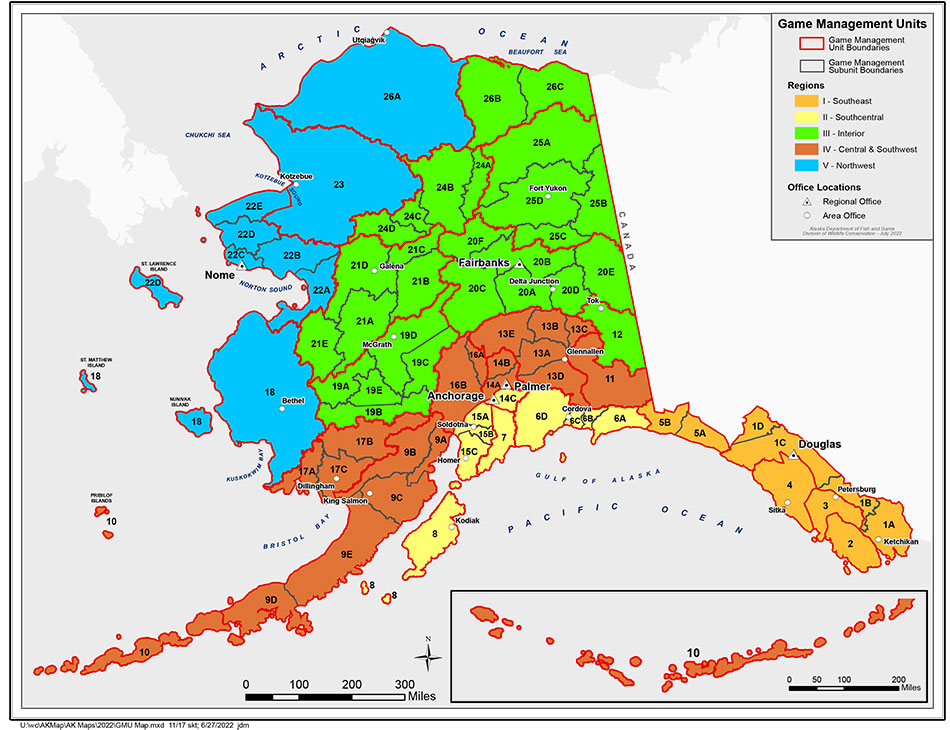 Game Management Units
Game Management
Unit Boundaries
Game Management
Subunit Boundaries
Regions
I - Southeast
II - Southcentral
III - Interior
IV - Central & Southwest
V - Northwest
Office Locations
Regional Office
Area Office
Alaska Department of Fish and Game
Division of Wildlife Conservation - July 2022
ARCTIC OCEAN
BEAUFORT SEA
Utqiaġvik
26A
26B
26C
CHUKCHI SEA
25A
Kotzebue
KOTZEBUE SOUND
23
24A
24B
Fort Yukon
25D
25B
22E
24C
24D
CANADA
22D
22C
22B
21C
20F
25C
Nome
21D
Galena
Fairbanks
20B
ST. LAWRENCE
ISLAND
22D
NORTON SOUND
22A
21B
20C
Delta Junction
20A
20D
20E
Tok
21A
19D
13E
13B
13C
12
21E
McGrath
ST. MATTHEW
ISLAND
18
19C
16A
14B
13A
Glennallen
13D
11
18
Bethel
19A
19E
16B
14A
Palmer
NUNIVAK
ISLAND
18
Anchorage
14C
19B
15A
6D
Cordova
6C
6B
6A
5B
5A
1D
1C
Douglas
Soldotna
15B
7
17B
9A
9B
15C
Homer
KUSKOKWIM BAY
17A
17C
Dillingham
King Salmon
9C
GULF OF ALASKA
4
Petersburg
1B
3
Sitka
1A
2
Ketchikan
PRIBILOF
ISLANDS
10
BRISTOL BAY
Kodiak
8
PACIFIC OCEAN
9E
8
8
9D
10
10
N
0 100 200 300
Miles
0 50 100 200
Miles
U:\wc\AKMap\AK Maps\2022\GMU Map.mxd 11/17 skt; 6/27/2022 jdm